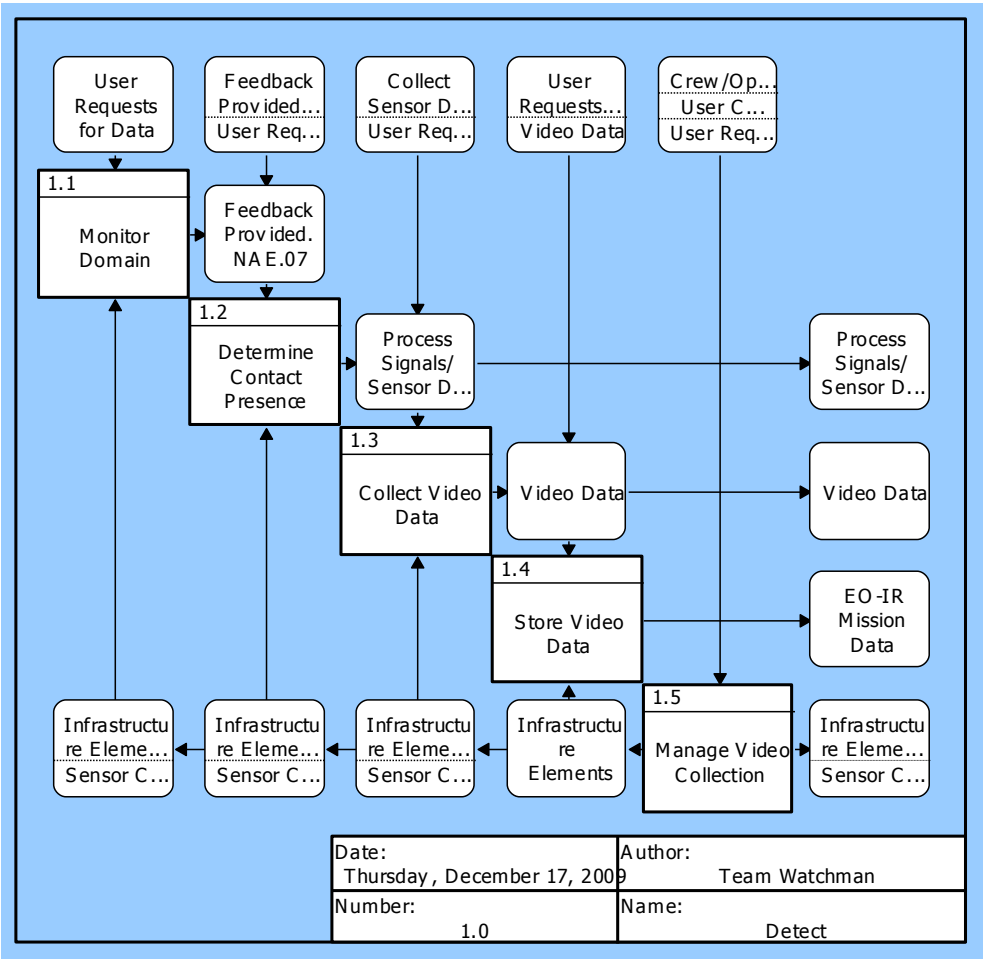 User
Requests
for Data
Feedback
Provided...
User Req...
Collect
Sensor D...
User Req...
User
Requests...
Video Data
Crew/Op...
User C...
User Req...
1.1
Monitor
Domain
Feedback
Provided.
NAE.07
1.2
Determine
Contact
Presence
Process
Signals/
Sensor D...
Process
Signals/
Sensor D...
1.3
Collect Video
Data
Video Data
Video Data
1.4
Store Video
Data
EO-IR
Mission
Data
Infrastructu
re Eleme...
Sensor C...
Infrastructu
re Eleme...
Sensor C...
Infrastructu
re Eleme...
Sensor C...
Infrastructu
re
Elements
1.5
Manage Video
Collection
Infrastructu
re Eleme...
Sensor C...
Date:
Thursday, December 17, 2009
Author:
Team Watchman
Number:
1.0
Name:
Detect